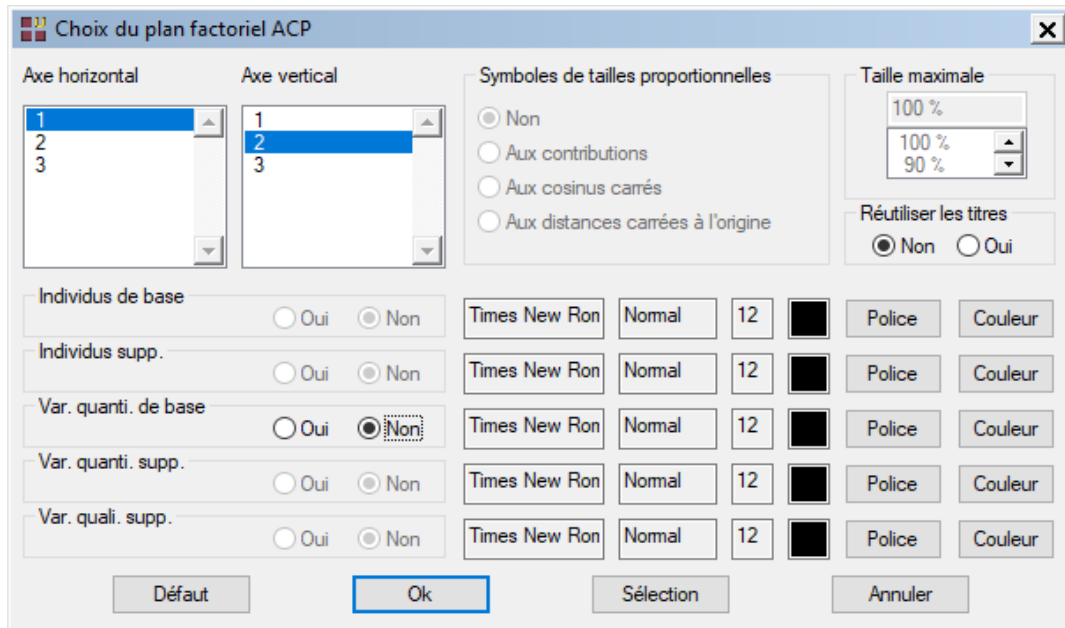 Choix du plan factoriel ACP
Axe horizontal
1
2
3
Axe vertical
1
2
3
Symboles de tailles proportionnelles
Non
Aux contributions
Aux cosinus carrés
Aux distances carrées à l'origine
Taille maximale
100 %
100 %
90 %
Réutiliser les titres
Non Oui
Individus de base
Oui Non Times New Rom Normal 12 Police Couleur
Individus supp.
Oui Non Times New Rom Normal 12 Police Couleur
Var. quanti. de base
Oui Non Times New Rom Normal 12 Police Couleur
Var. quanti. supp.
Oui Non Times New Rom Normal 12 Police Couleur
Var. quali. supp.
Oui Non Times New Rom Normal 12 Police Couleur
Défaut Ok Sélection Annuler